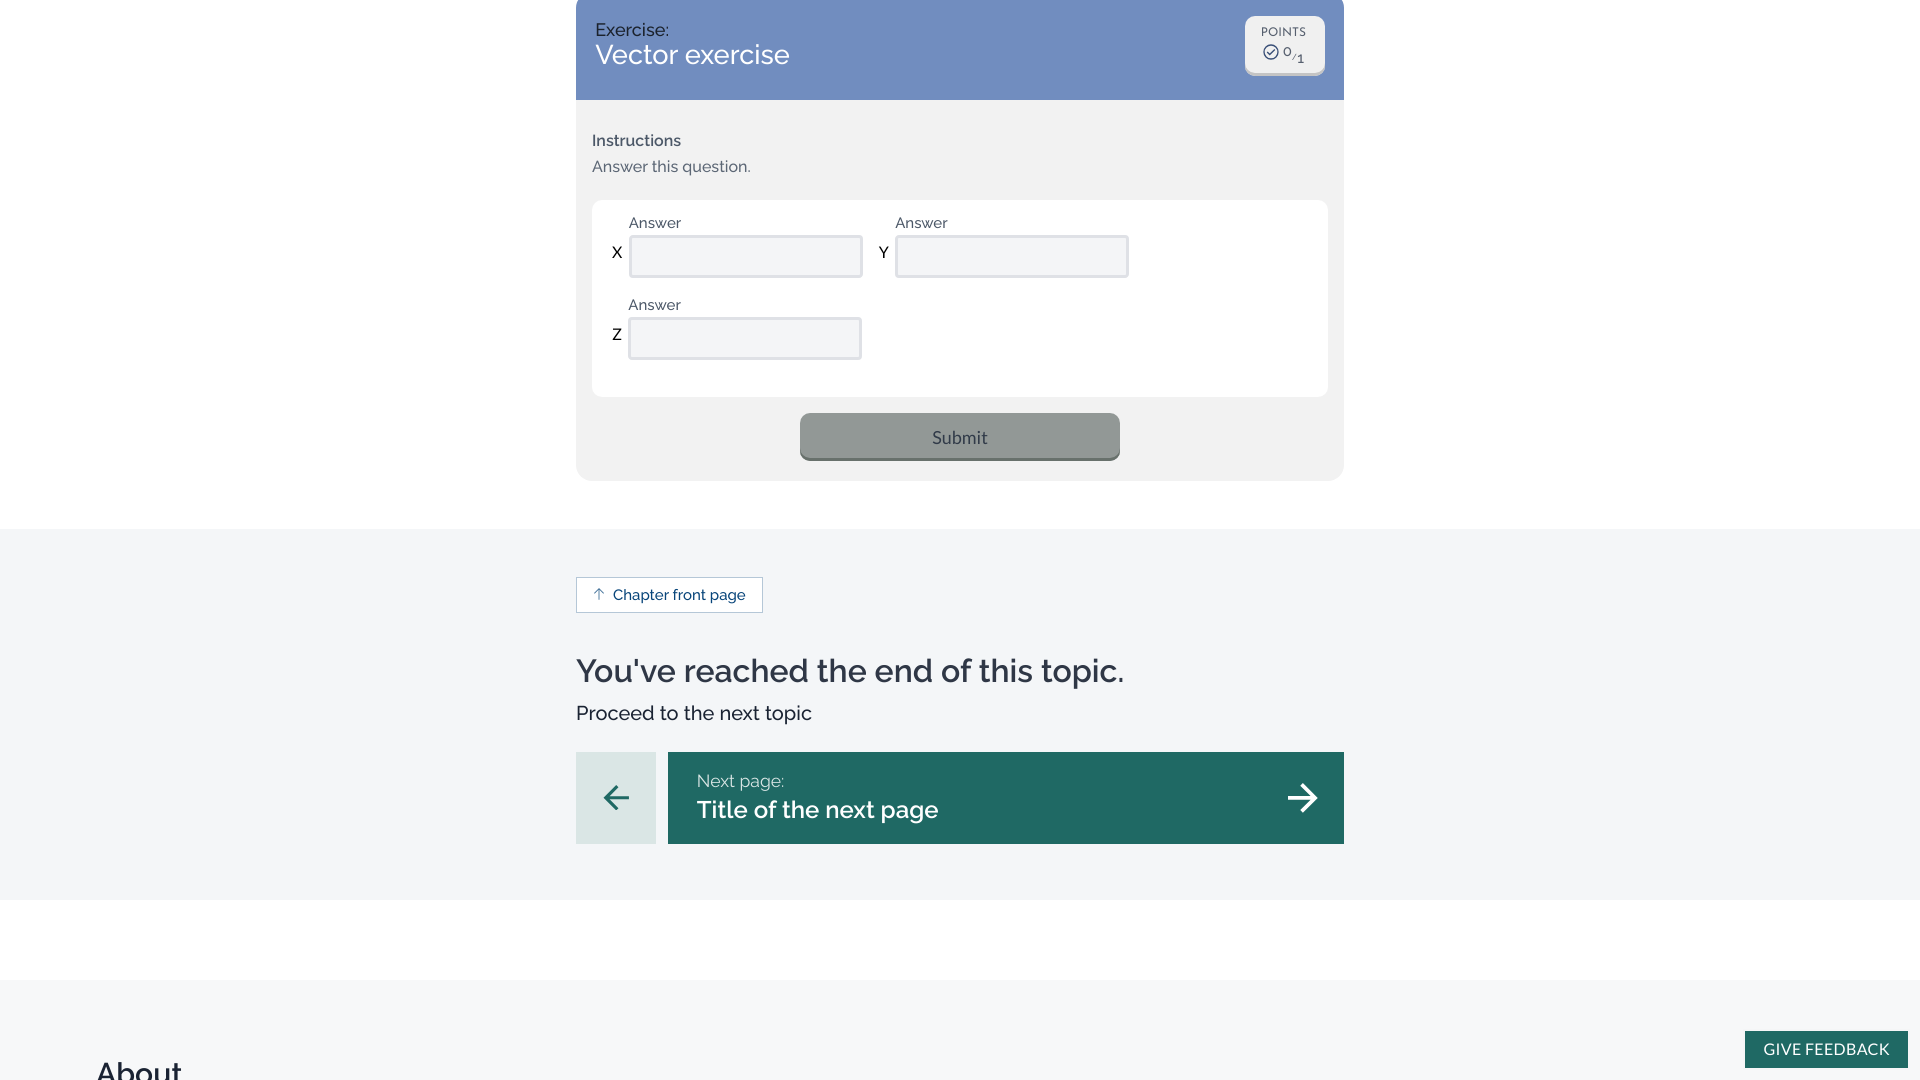 Exercise:
Vector exercise
POINTS
0/1
Instructions
Answer this question.
Answer
Answer
X
Y
Answer
Z
Submit
Chapter front page
You've reached the end of this topic.
Proceed to the next topic
Next page:
Title of the next page
GIVE FEEDBACK
About